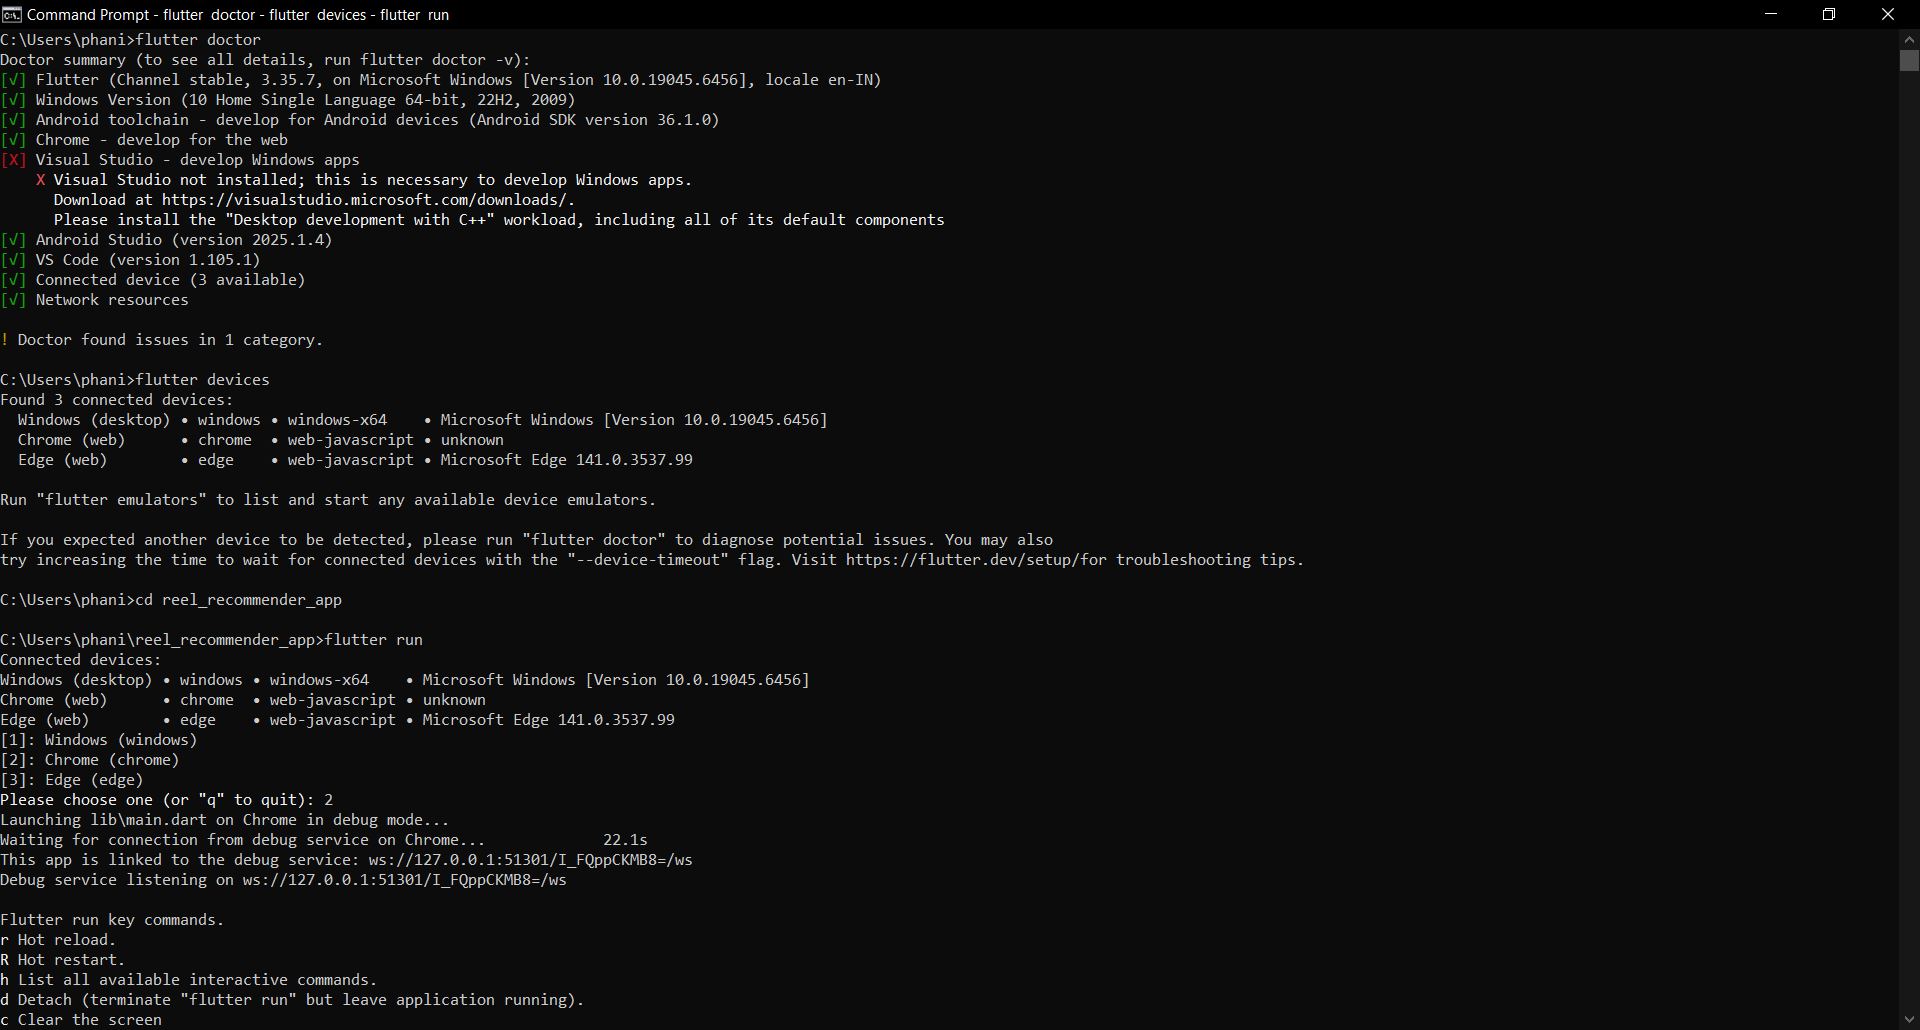 Command Prompt - flutter  doctor - flutter  devices - flutter  run
C:\Users\phani>flutter doctor
Doctor summary (to see all details, run flutter doctor -v):
[√] Flutter (Channel stable, 3.35.7, on Microsoft Windows [Version 10.0.19045.6456], locale en-IN)
[√] Windows Version (10 Home Single Language 64-bit, 22H2, 2009)
[√] Android toolchain - develop for Android devices (Android SDK version 36.1.0)
[√] Chrome - develop for the web
[X] Visual Studio - develop Windows apps
    X Visual Studio not installed; this is necessary to develop Windows apps.
      Download at https://visualstudio.microsoft.com/downloads/.
      Please install the "Desktop development with C++" workload, including all of its default components
[√] Android Studio (version 2025.1.4)
[√] VS Code (version 1.105.1)
[√] Connected device (3 available)
[√] Network resources
! Doctor found issues in 1 category.
C:\Users\phani>flutter devices
Found 3 connected devices:
  Windows (desktop) • windows • windows-x64    • Microsoft Windows [Version 10.0.19045.6456]
  Chrome (web)      • chrome  • web-javascript • unknown
  Edge (web)        • edge    • web-javascript • Microsoft Edge 141.0.3537.99
Run "flutter emulators" to list and start any available device emulators.
If you expected another device to be detected, please run "flutter doctor" to diagnose potential issues. You may also
try increasing the time to wait for connected devices with the "--device-timeout" flag. Visit https://flutter.dev/setup/for troubleshooting tips.
C:\Users\phani>cd reel_recommender_app
C:\Users\phani\reel_recommender_app>flutter run
Connected devices:
Windows (desktop) • windows • windows-x64    • Microsoft Windows [Version 10.0.19045.6456]
Chrome (web)      • chrome  • web-javascript • unknown
Edge (web)        • edge    • web-javascript • Microsoft Edge 141.0.3537.99
[1]: Windows (windows)
[2]: Chrome (chrome)
[3]: Edge (edge)
Please choose one (or "q" to quit): 2
Launching lib\main.dart on Chrome in debug mode...
Waiting for connection from debug service on Chrome...             22.1s
This app is linked to the debug service: ws://127.0.0.1:51301/I_FQppCKMB8=/ws
Debug service listening on ws://127.0.0.1:51301/I_FQppCKMB8=/ws
Flutter run key commands.
r Hot reload.
R Hot restart.
h List all available interactive commands.
d Detach (terminate "flutter run" but leave application running).
c Clear the screen